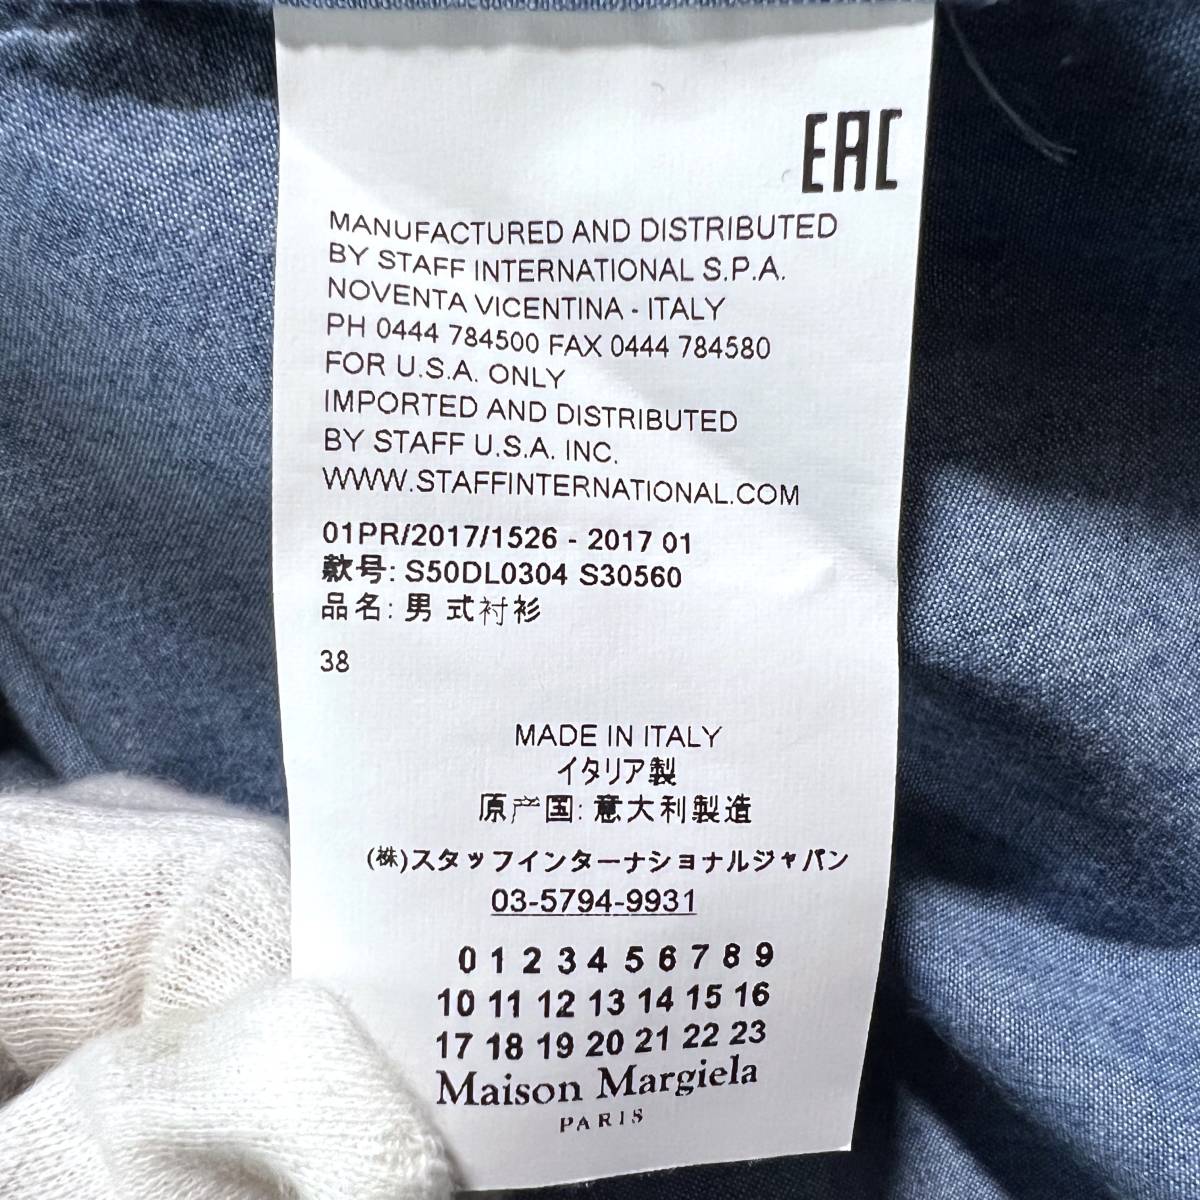 EAC
MANUFACTURED AND DISTRIBUTED
BY STAFF INTERNATIONAL S.P.A.
NOVENTA VICENTINA - ITALY
PH 0444 784500 FAX 0444 784580
FOR U.S.A. ONLY
IMPORTED AND DISTRIBUTED
BY STAFF U.S.A. INC.
WWW.STAFFINTERNATIONAL.COM
01PR/2017/1526 - 2017 01
款号: S50DL0304 S30560
品名: 男 式衬衫
38
MADE IN ITALY
イタリア製
原产国: 意大利製造
(株)スタッフインターナショナルジャパン
03-5794-9931
0 1 2 3 4 5 6 7 8 9
10 11 12 13 14 15 16
17 18 19 20 21 22 23
Maison Margiela
PARIS